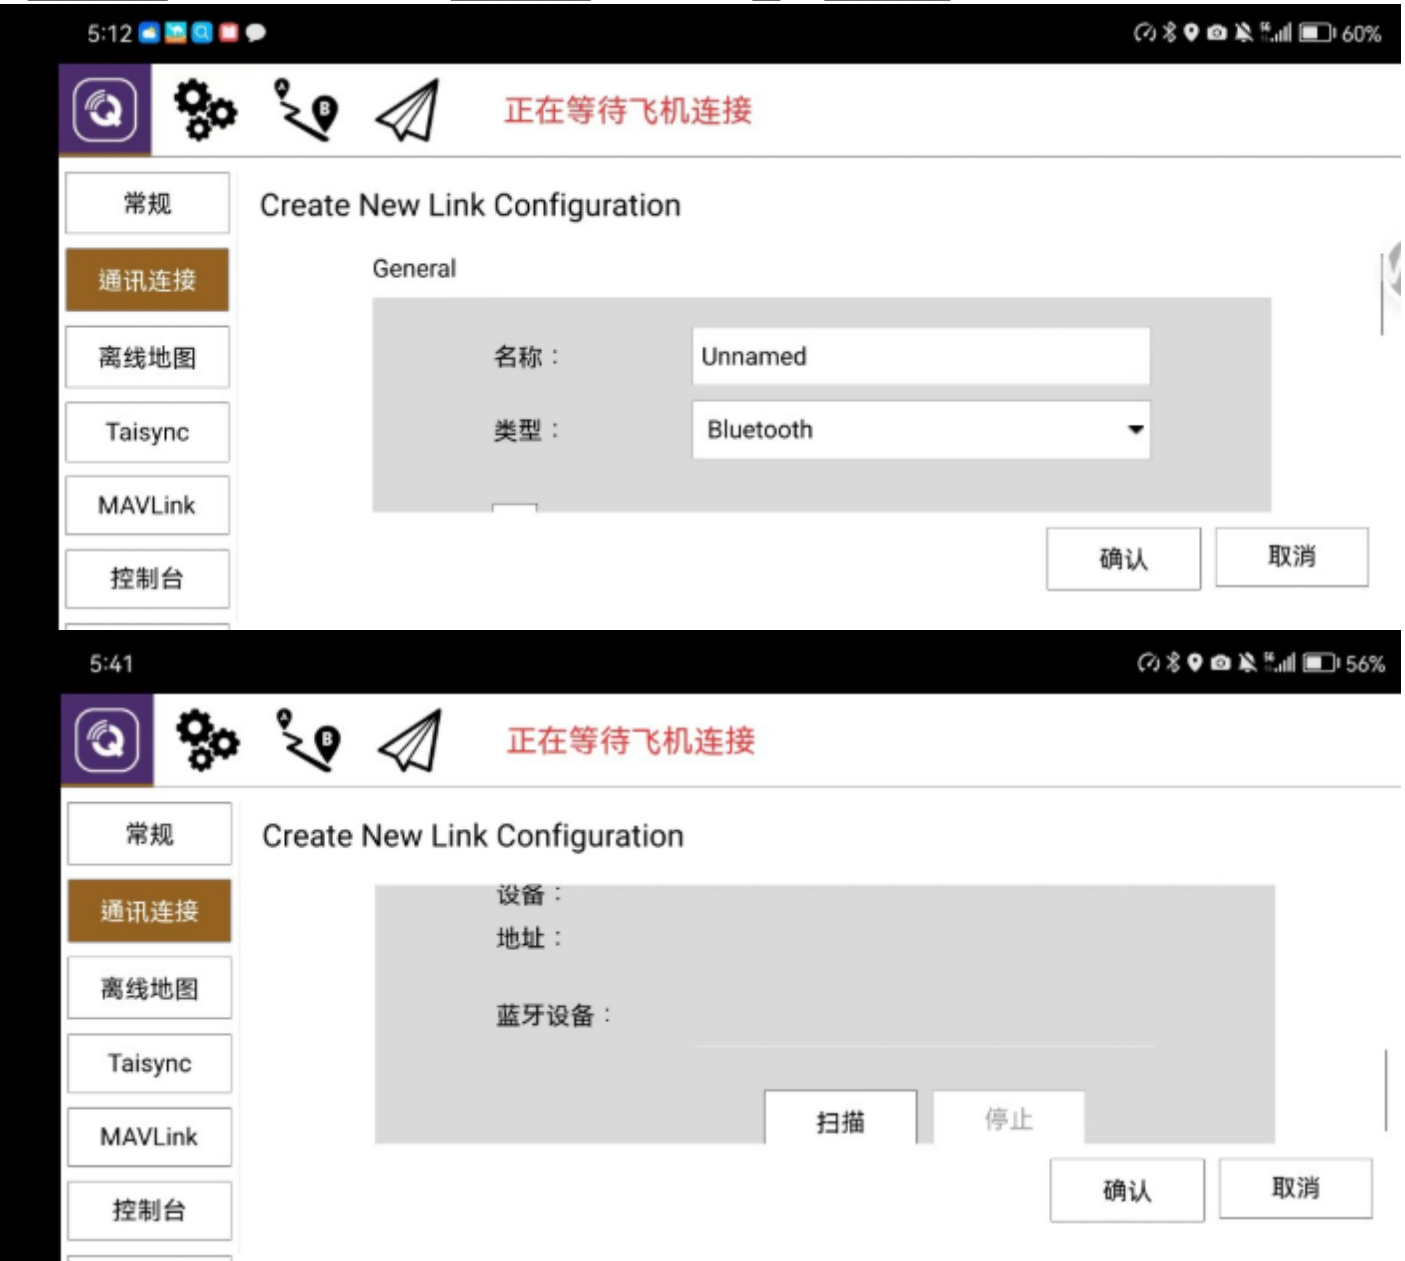 5:12
60%
正在等待飞机连接
常规
Create New Link Configuration
通讯连接
General
离线地图
名称：
Unnamed
Taisync
类型：
Bluetooth
MAVLink
控制台
确认
取消
5:41
56%
正在等待飞机连接
常规
Create New Link Configuration
通讯连接
设备：
地址：
离线地图
蓝牙设备：
Taisync
扫描
停止
MAVLink
控制台
确认
取消